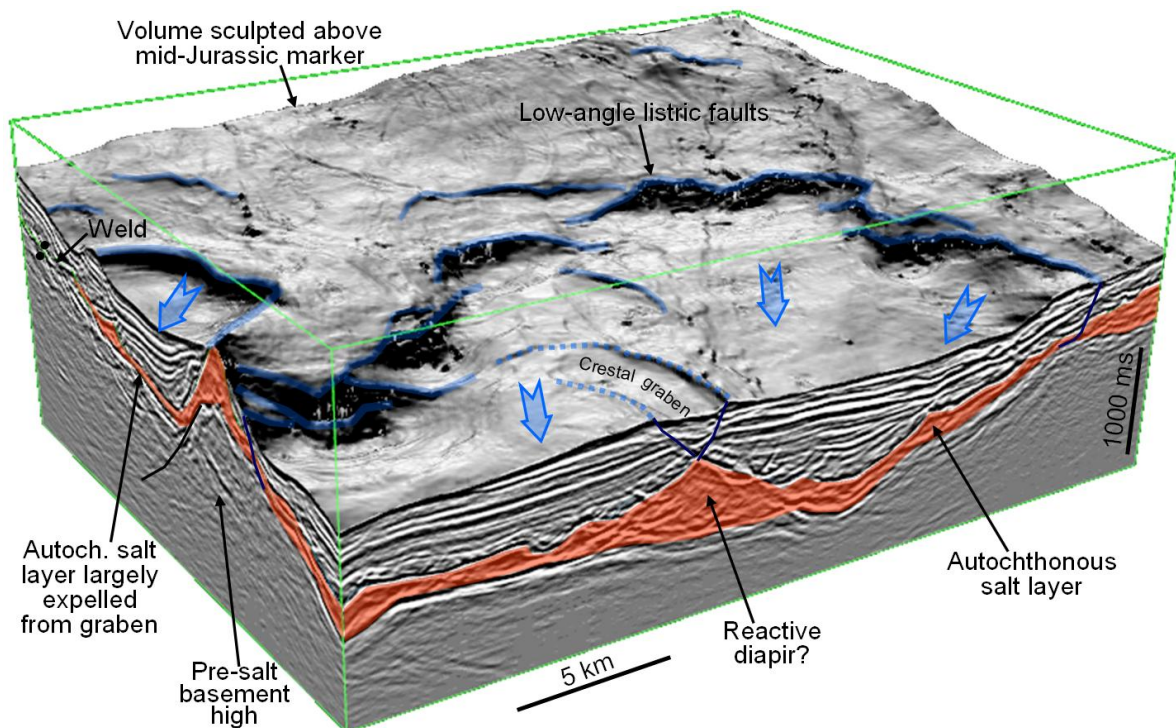 Volume sculpted above
mid-Jurassic marker
Low-angle listric faults
Weld
Crestal graben
1000 ms
Autoch. salt
layer largely
expelled
from graben
Pre-salt
basement
high
5 km
Reactive
diapir?
Autochthonous
salt layer